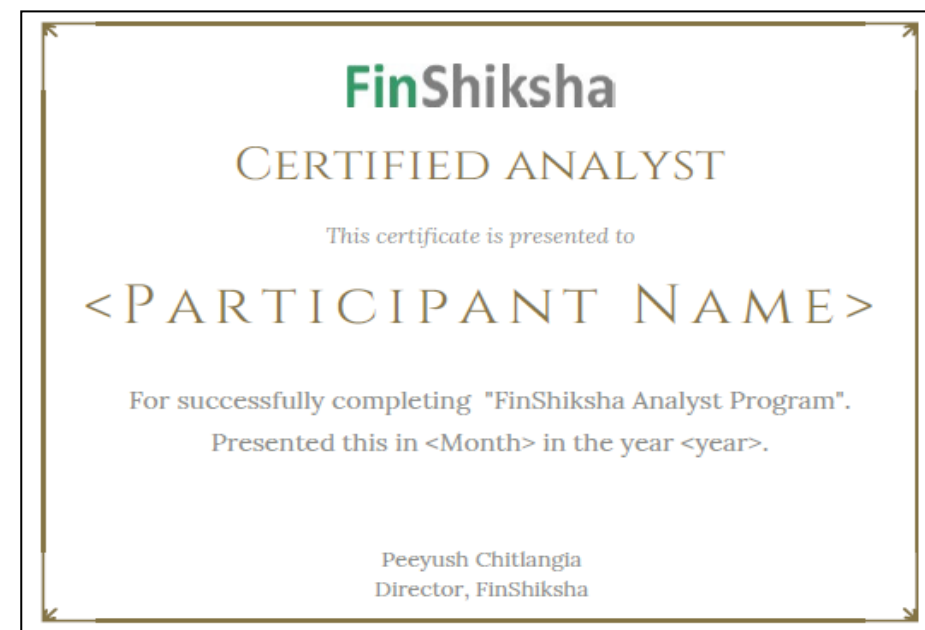 FinShiksha
CERTIFIED ANALYST
This certificate is presented to
<PARTICIPANT NAME>
For successfully completing "FinShiksha Analyst Program".
Presented this in <Month> in the year <year>.
Peeyush Chitlangia
Director, FinShiksha